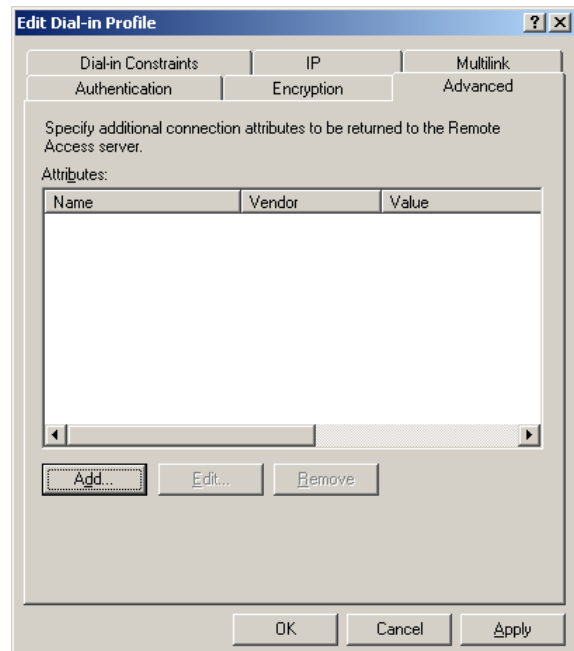 Edit Dial-in Profile
Dial-in Constraints IP Multilink
Authentication Encryption Advanced
Specify additional connection attributes to be returned to the Remote
Access server.
Attributes:
Name Vendor Value
Add... Edit... Remove
OK Cancel Apply